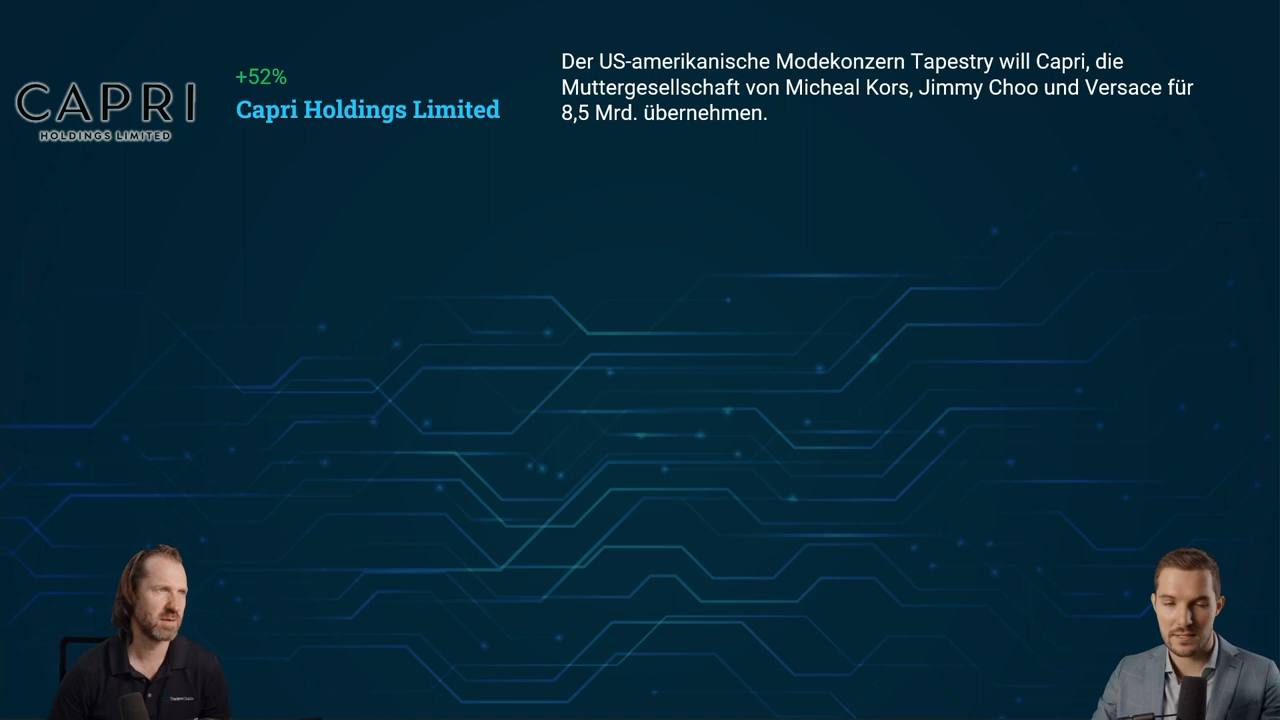 CAPRI
HOLDINGS LIMITED
+52%
Capri Holdings Limited
Der US-amerikanische Modekonzern Tapestry will Capri, die
Muttergesellschaft von Micheal Kors, Jimmy Choo und Versace für
8,5 Mrd. übernehmen.